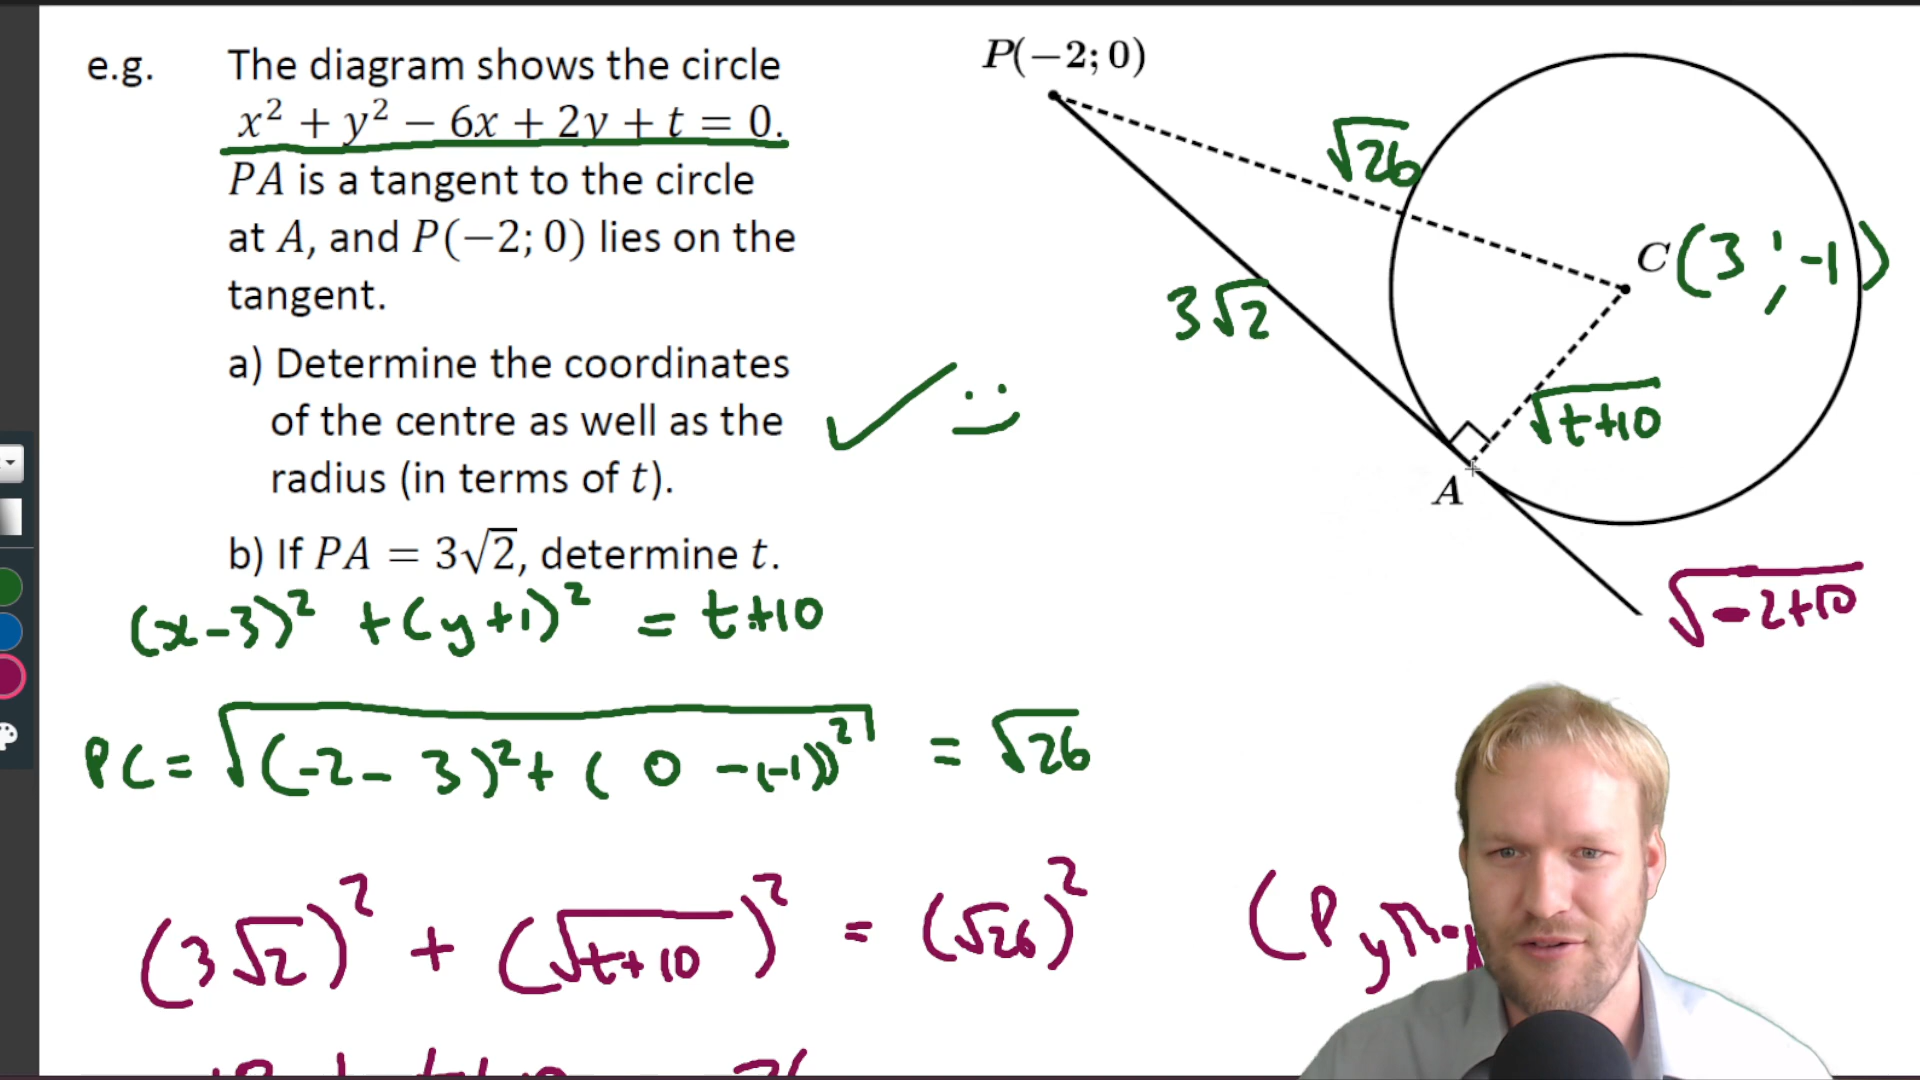 e.g. The diagram shows the circle
x² + y² − 6x + 2y + t = 0.
PA is a tangent to the circle
at A, and P(−2; 0) lies on the
tangent.
a) Determine the coordinates
of the centre as well as the
radius (in terms of t).
b) If PA = 3√2, determine t.
P(−2; 0)
√26
C (3 ; -1)
3√2
√t+10
A
√-2+10
(x-3)² + (y+1)² = t+10
PC = √(-2-3)² + (0-(-1))² = √26
(3√2)² + (√t+10)² = (√26)²